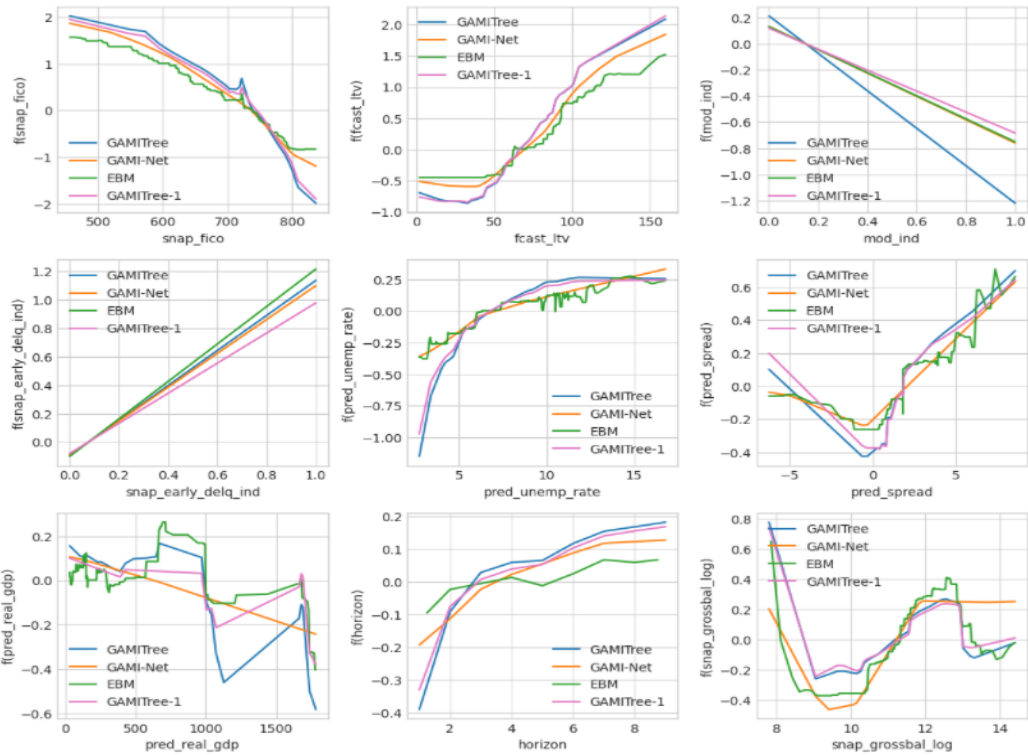 2
1
0
−1
−2
f(snap_fico)
GAMITree
GAMI-Net
EBM
GAMITree-1
500
600
700
800
snap_fico
2.0
1.5
1.0
0.5
0.0
−0.5
−1.0
f(fcast_ltv)
GAMITree
GAMI-Net
EBM
GAMITree-1
0
50
100
150
fcast_ltv
0.2
0.0
−0.2
−0.4
−0.6
−0.8
−1.0
−1.2
f(mod_ind)
GAMITree
GAMI-Net
EBM
GAMITree-1
0.0
0.2
0.4
0.6
0.8
1.0
mod_ind
1.2
1.0
0.8
0.6
0.4
0.2
0.0
f(snap_early_delq_ind)
GAMITree
GAMI-Net
EBM
GAMITree-1
0.0
0.2
0.4
0.6
0.8
1.0
snap_early_delq_ind
0.25
0.00
−0.25
−0.50
−0.75
−1.00
f(pred_unemp_rate)
GAMITree
GAMI-Net
EBM
GAMITree-1
5
10
15
pred_unemp_rate
0.6
0.4
0.2
0.0
−0.2
−0.4
f(pred_spread)
GAMITree
GAMI-Net
EBM
GAMITree-1
−5
0
5
pred_spread
0.2
0.0
−0.2
−0.4
−0.6
f(pred_real_gdp)
GAMITree
GAMI-Net
EBM
GAMITree-1
0
500
1000
1500
pred_real_gdp
0.2
0.1
0.0
−0.1
−0.2
−0.3
−0.4
f(horizon)
GAMITree
GAMI-Net
EBM
GAMITree-1
2
4
6
8
horizon
0.8
0.6
0.4
0.2
0.0
−0.2
−0.4
f(snap_grossbal_log)
GAMITree
GAMI-Net
EBM
GAMITree-1
8
10
12
14
snap_grossbal_log